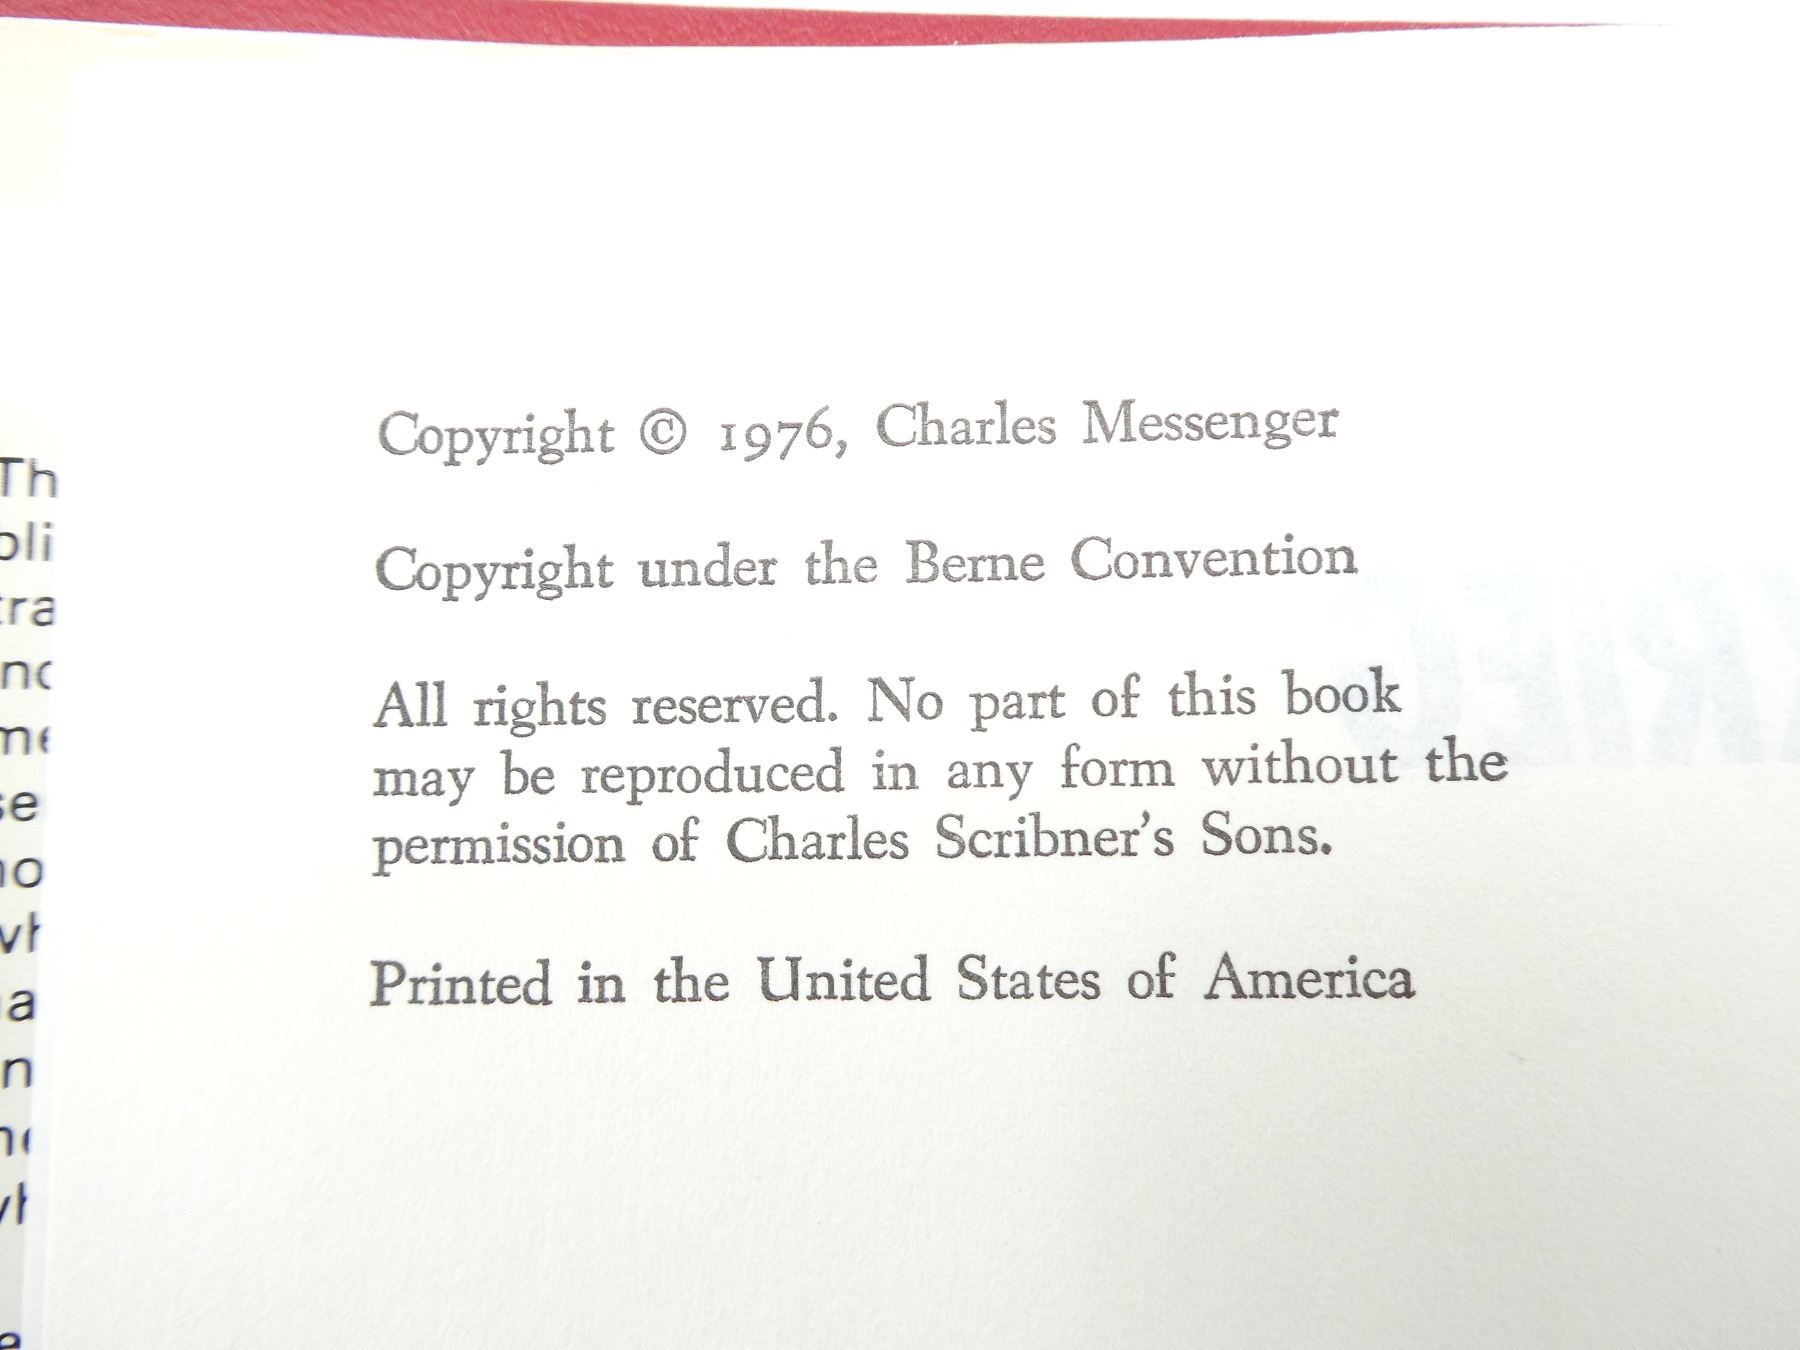 Copyright © 1976, Charles Messenger
Copyright under the Berne Convention
All rights reserved. No part of this book
may be reproduced in any form without the
permission of Charles Scribner's Sons.
Printed in the United States of America